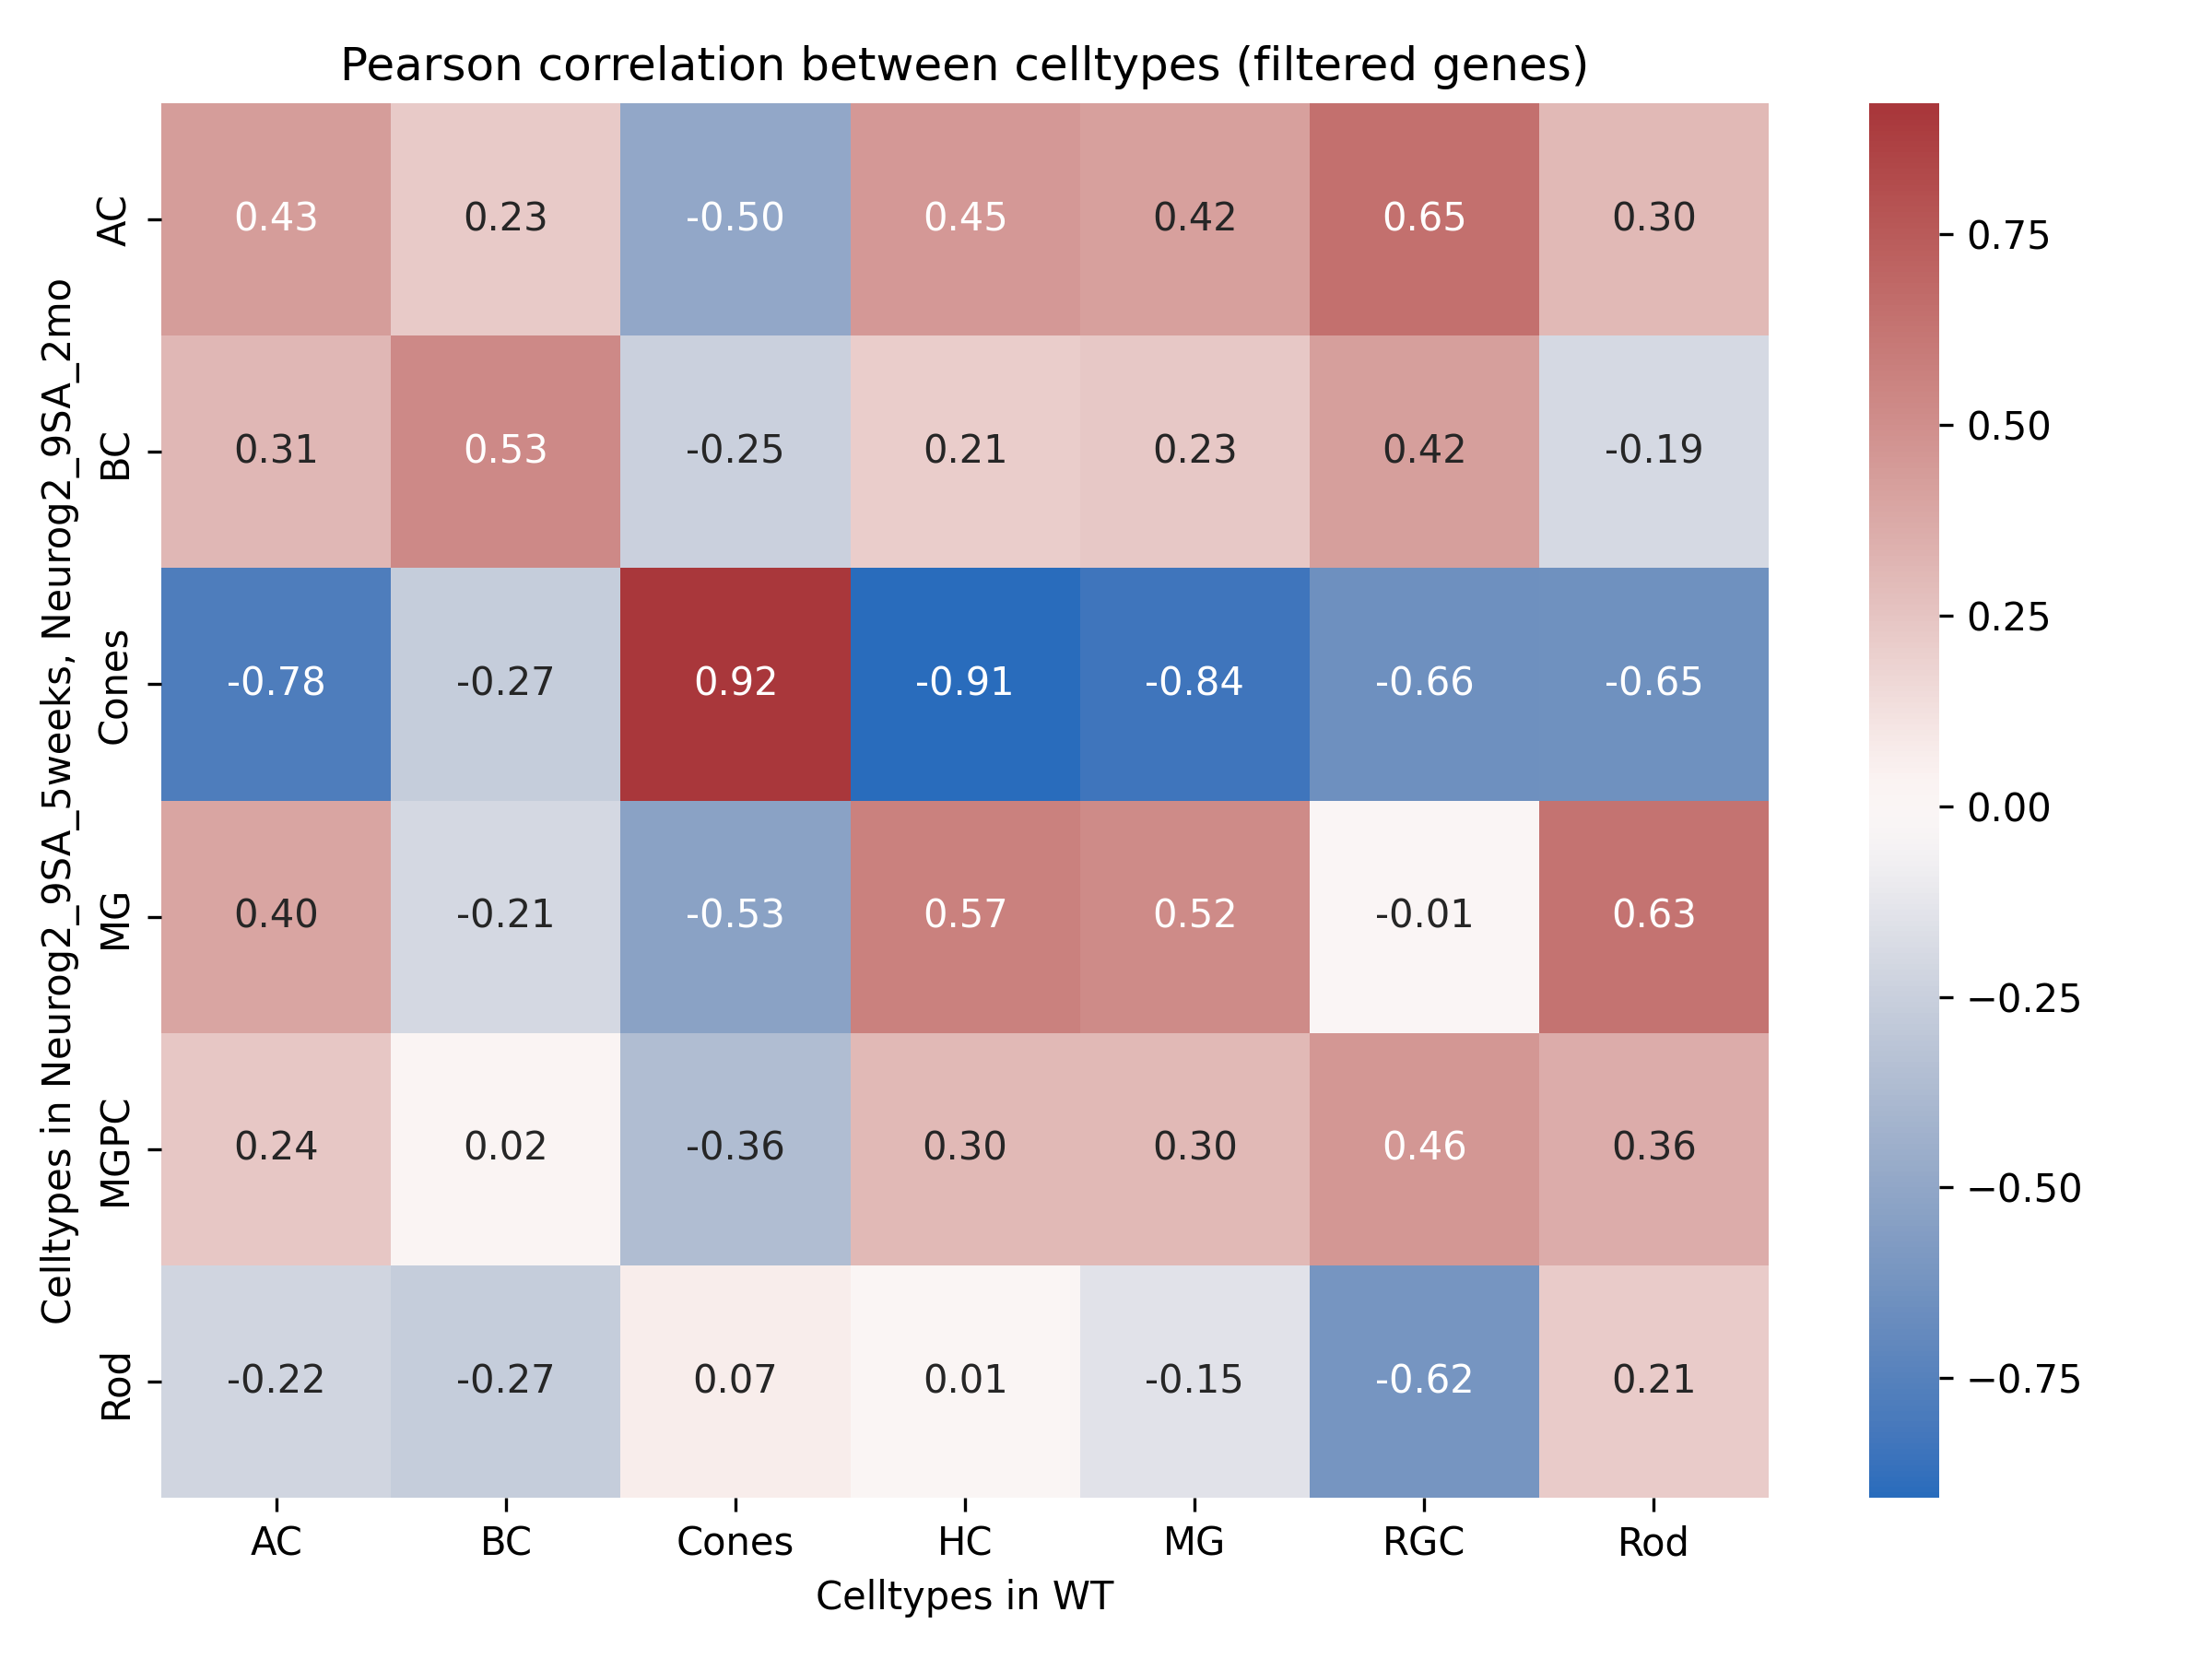 Pearson correlation between celltypes (filtered genes)
Celltypes in Neurog2_9SA_5weeks, Neurog2_9SA_2mo
AC 0.43 0.23 -0.50 0.45 0.42 0.65 0.30
BC 0.31 0.53 -0.25 0.21 0.23 0.42 -0.19
Cones -0.78 -0.27 0.92 -0.91 -0.84 -0.66 -0.65
MG 0.40 -0.21 -0.53 0.57 0.52 -0.01 0.63
MGPC 0.24 0.02 -0.36 0.30 0.30 0.46 0.36
Rod -0.22 -0.27 0.07 0.01 -0.15 -0.62 0.21
AC BC Cones HC MG RGC Rod
Celltypes in WT
0.75
0.50
0.25
0.00
−0.25
−0.50
−0.75